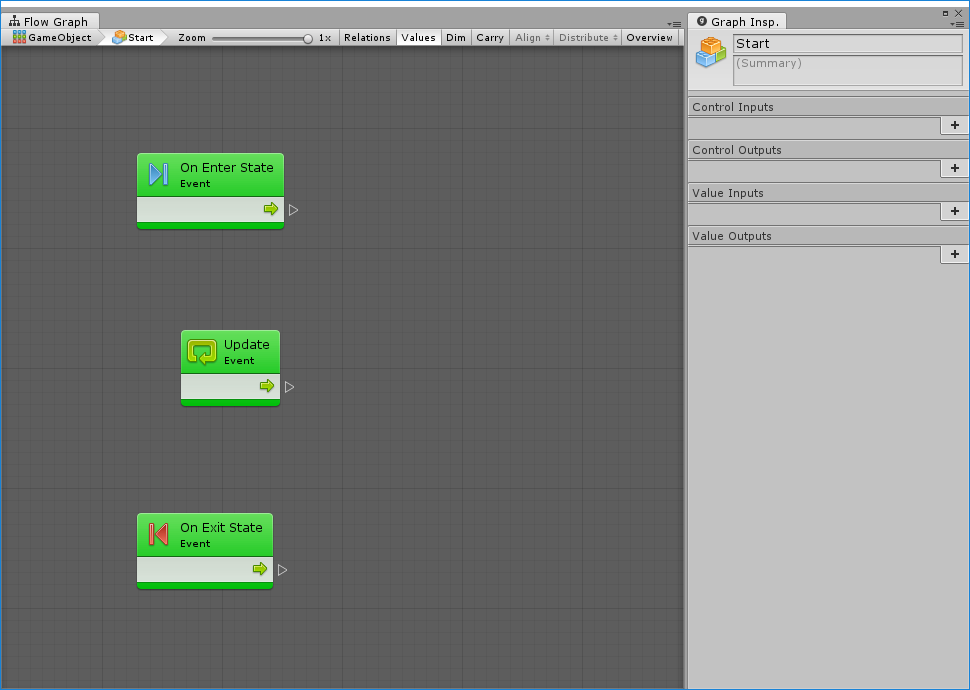 Flow Graph
GameObject Start Zoom 1x Relations Values Dim Carry Align Distribute Overview
On Enter State
Event
Update
Event
On Exit State
Event
Graph Insp.
Start
(Summary)
Control Inputs
+
Control Outputs
+
Value Inputs
+
Value Outputs
+